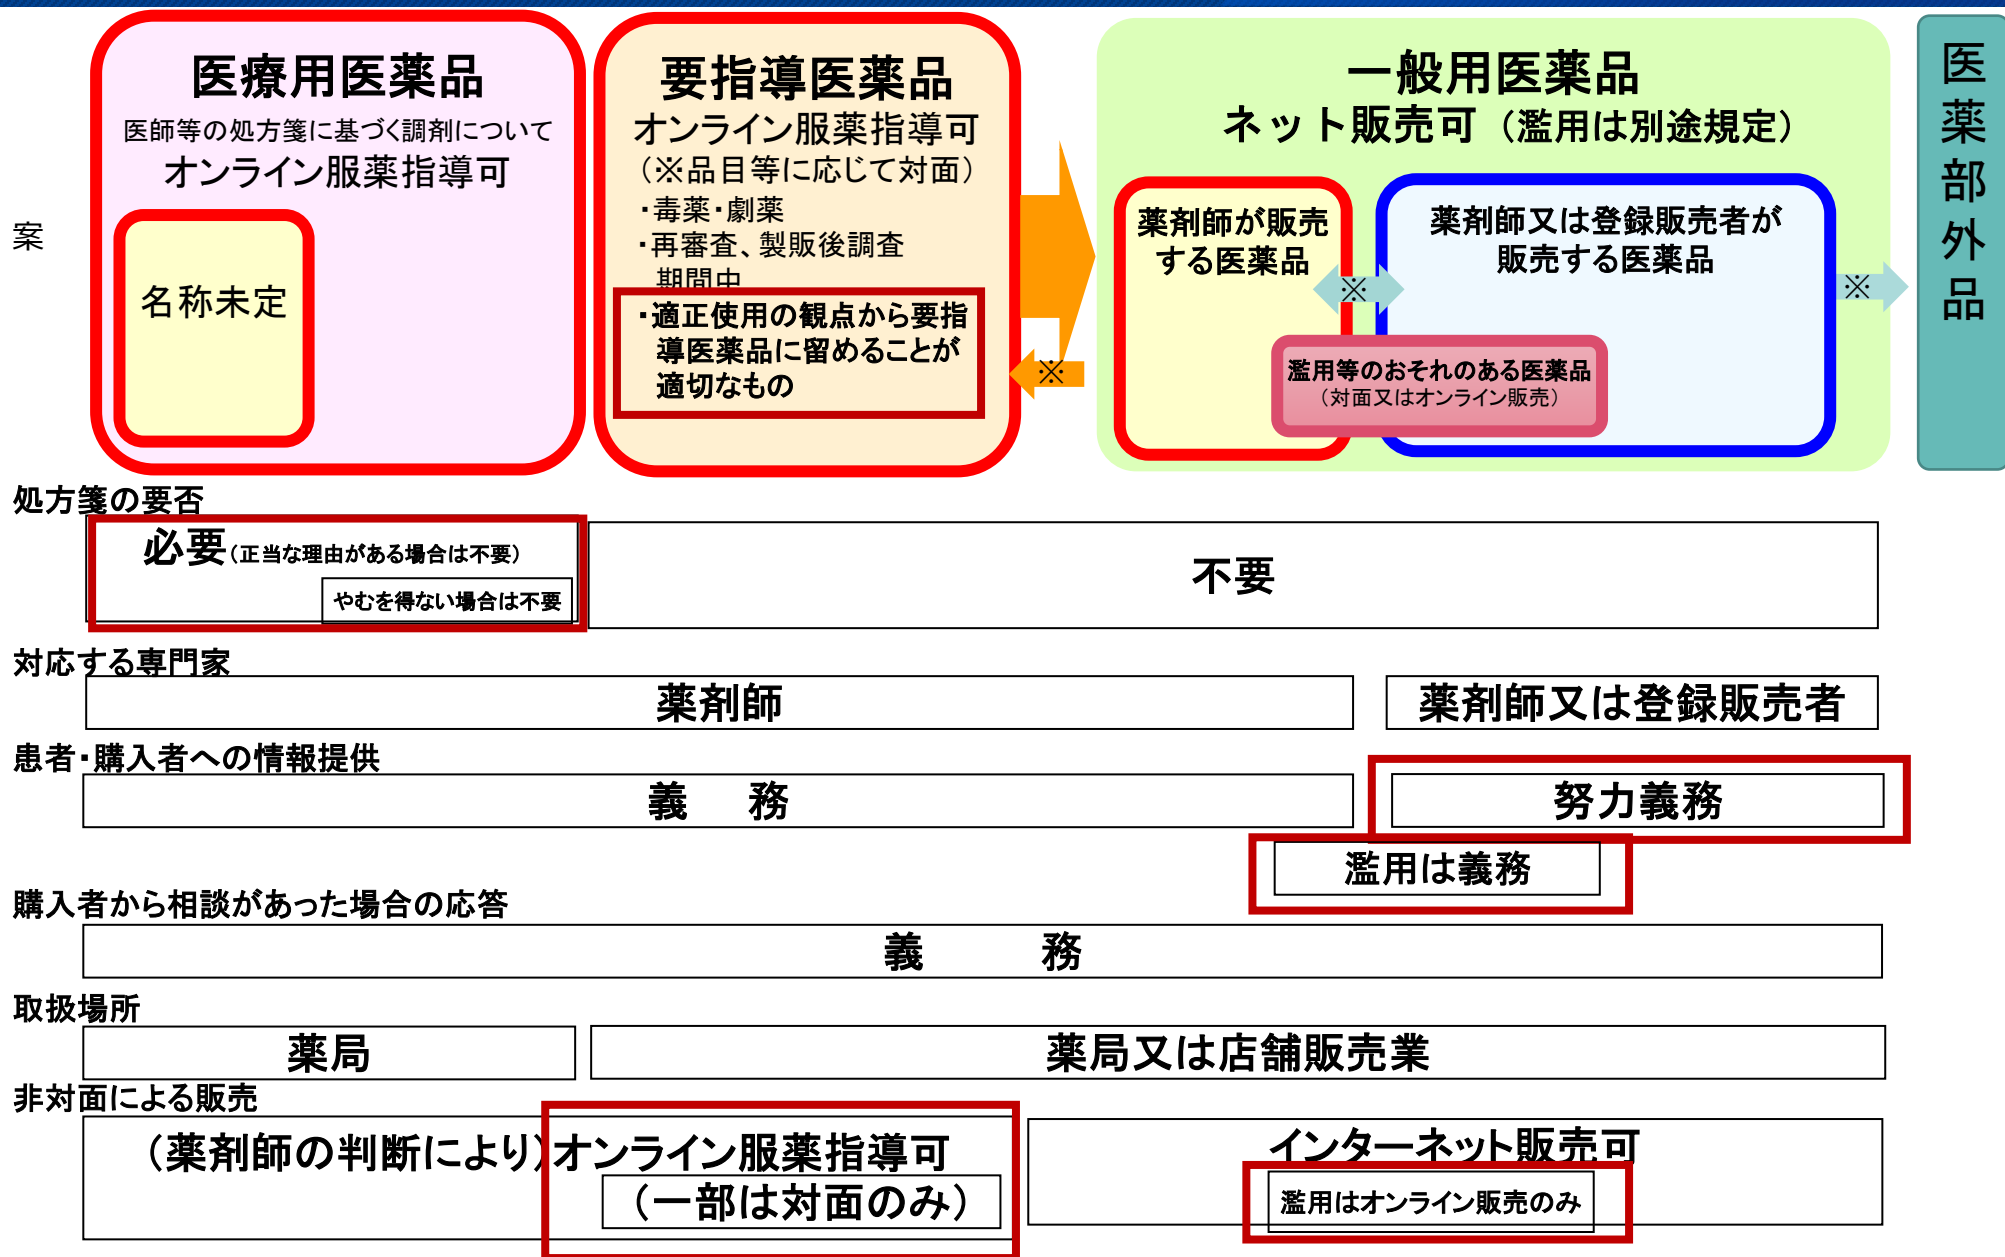 医療用医薬品
医師等の処方箋に基づく調剤について
オンライン服薬指導可
名称未定
案
要指導医薬品
オンライン服薬指導可
（※品目等に応じて対面）
・毒薬・劇薬
・再審査、製販後調査
期間中
・適正使用の観点から要指
導医薬品に留めることが
適切なもの
※
一般用医薬品
ネット販売可（濫用は別途規定）
薬剤師が販売
する医薬品
※
薬剤師又は登録販売者が
販売する医薬品
※
濫用等のおそれのある医薬品
（対面又はオンライン販売）
医薬部外品
処方箋の要否
必要（正当な理由がある場合は不要）
やむを得ない場合は不要
不要
対応する専門家
薬剤師
薬剤師又は登録販売者
患者・購入者への情報提供
義　務
努力義務
濫用は義務
購入者から相談があった場合の応答
義　　務
取扱場所
薬局
薬局又は店舗販売業
非対面による販売
（薬剤師の判断により）オンライン服薬指導可
（一部は対面のみ）
インターネット販売可
濫用はオンライン販売のみ